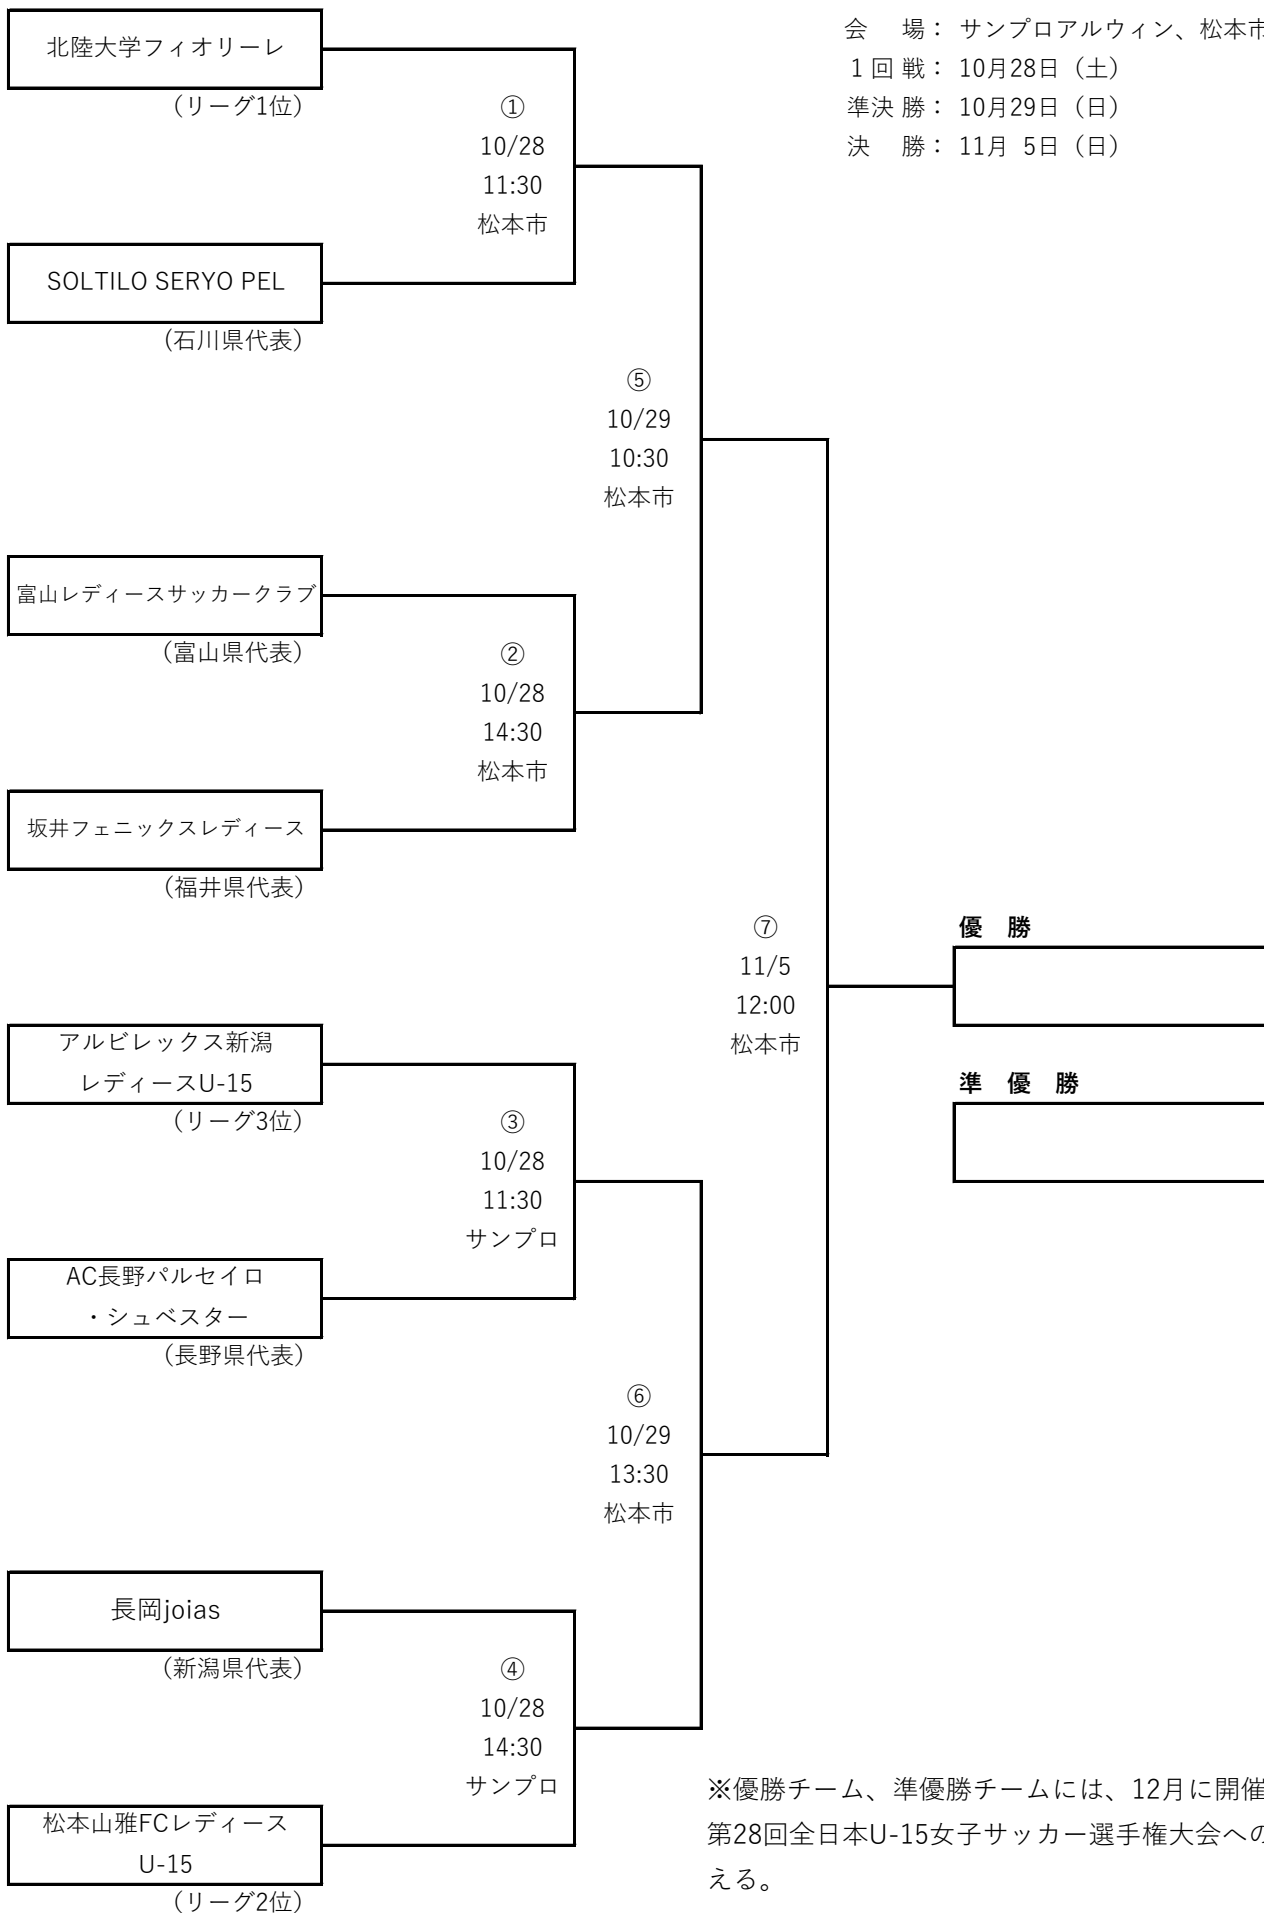 会　場： サンプロアルウィン、松本市
１回 戦： 10月28日（土）
準決 勝： 10月29日（日）
決　勝： 11月 5日（日）
北陸大学フィオリーレ
（リーグ1位）
①
10/28
11:30
松本市
SOLTILO SERYO PEL
（石川県代表）
⑤
10/29
10:30
松本市
富山レディースサッカークラブ
（富山県代表）
②
10/28
14:30
松本市
坂井フェニックスレディース
（福井県代表）
⑦
11/5
12:00
松本市
優　勝
準　優　勝
アルビレックス新潟
レディースU-15
（リーグ3位）
③
10/28
11:30
サンプロ
AC長野パルセイロ
・シュベスター
（長野県代表）
⑥
10/29
13:30
松本市
長岡joias
（新潟県代表）
④
10/28
14:30
サンプロ
松本山雅FCレディース
U-15
（リーグ2位）
※優勝チーム、準優勝チームには、12月に開催
第28回全日本U-15女子サッカー選手権大会への
える。